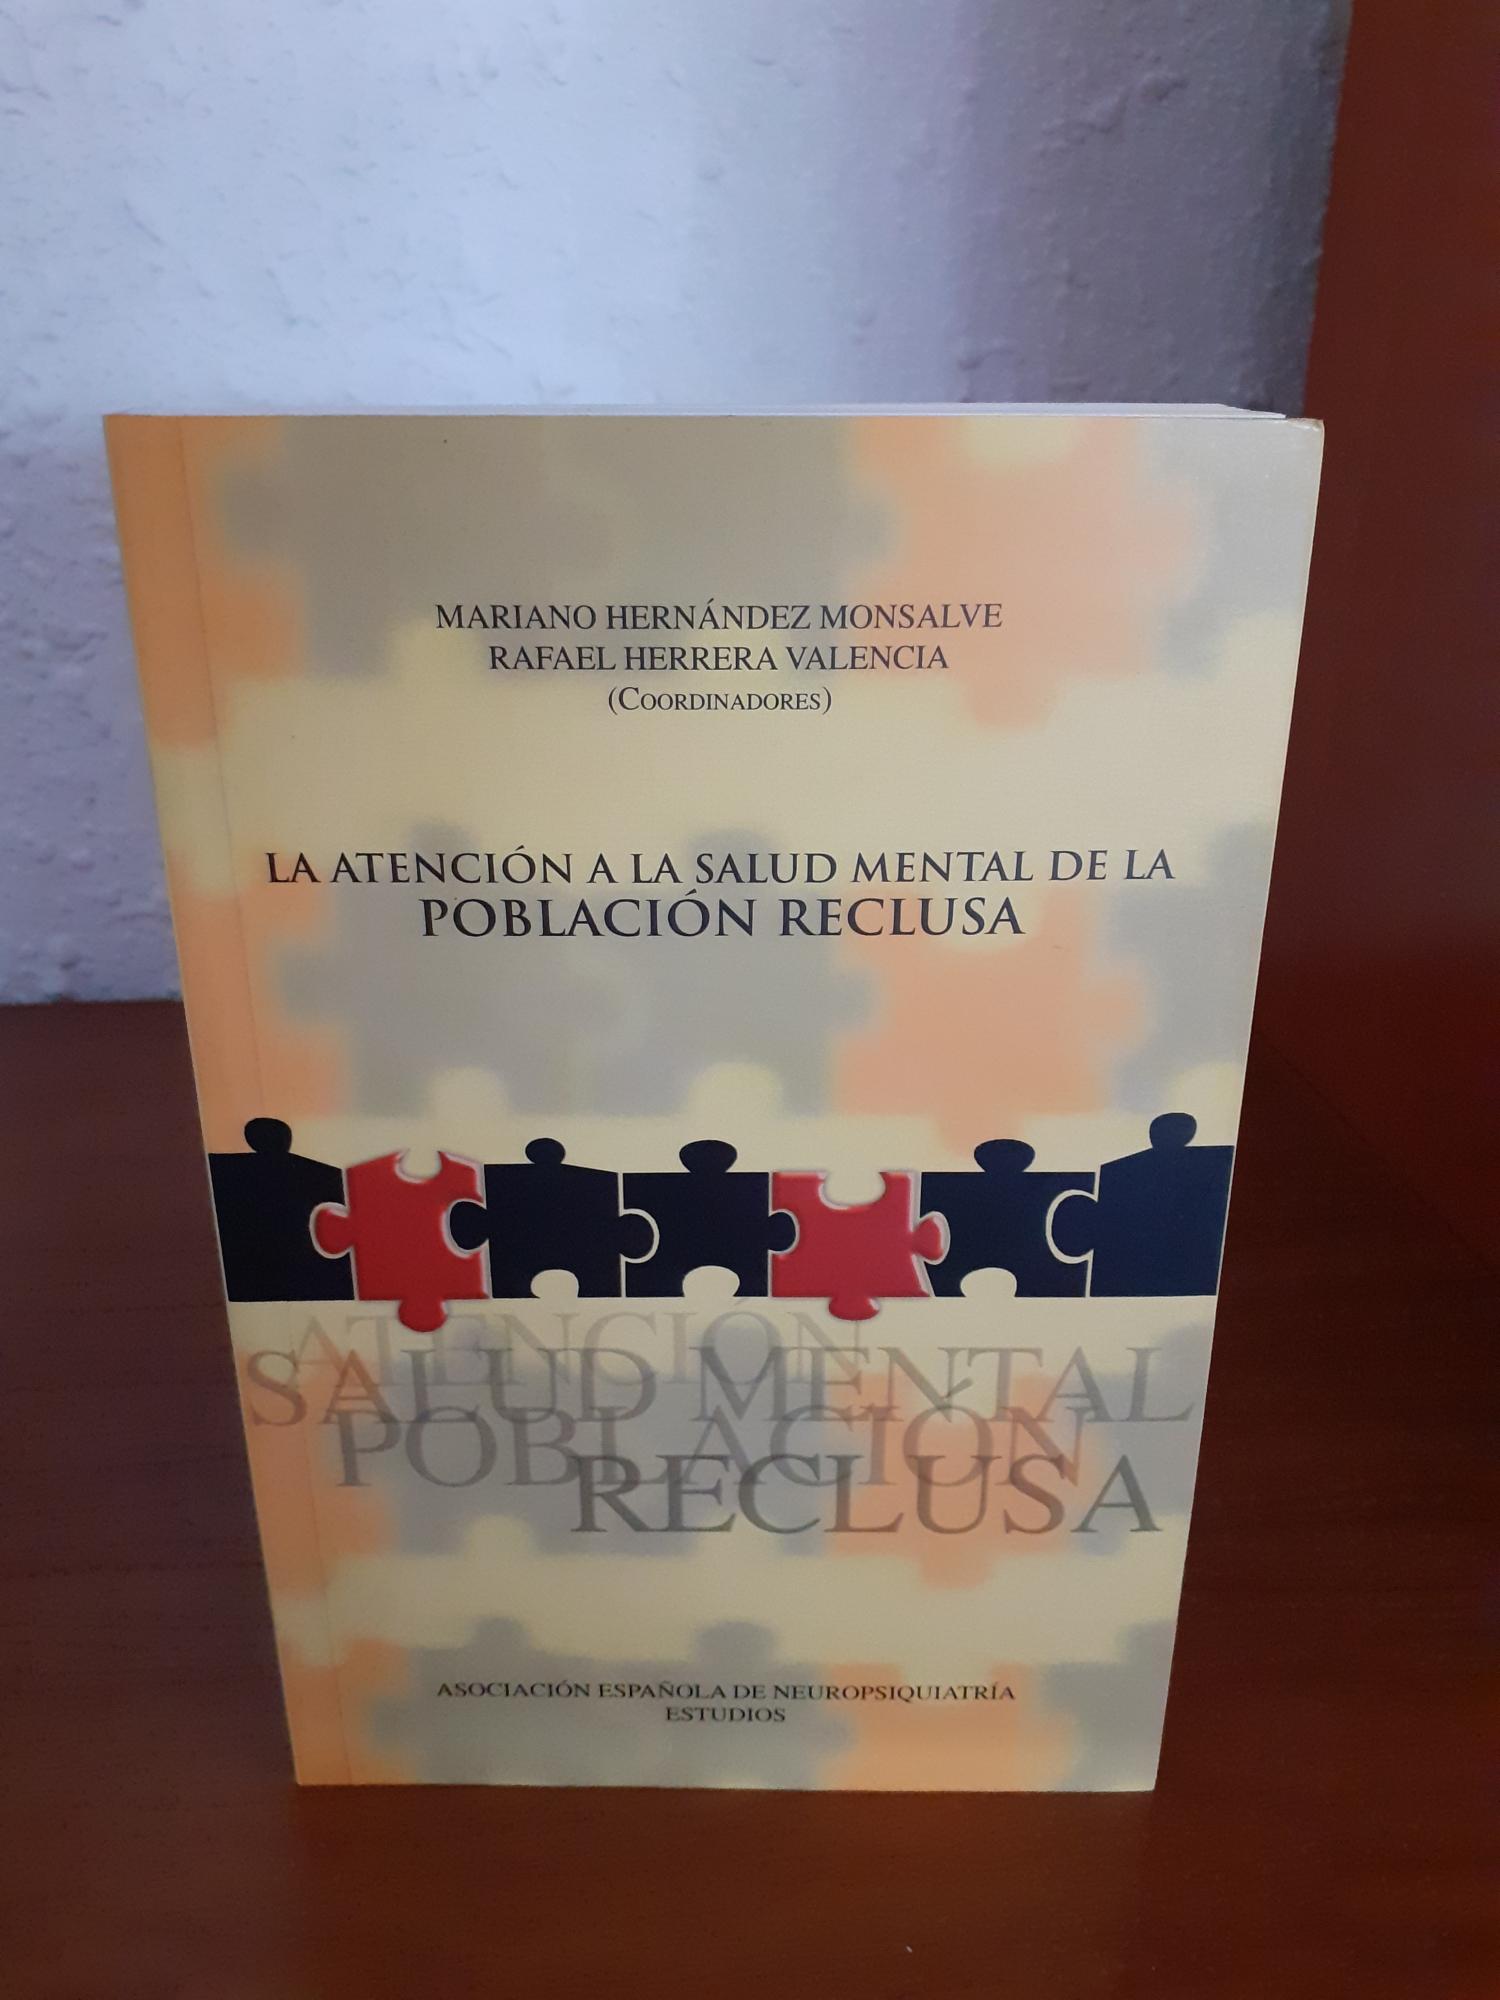 MARIANO HERNÁNDEZ MONSALVE
RAFAEL HERRERA VALENCIA
(COORDINADORES)
LA ATENCIÓN A LA SALUD MENTAL DE LA
POBLACIÓN RECLUSA
ATENCIÓN
SALUD MENTAL
POBLACIÓN
RECLUSA
ASOCIACIÓN ESPAÑOLA DE NEUROPSIQUIATRÍA
ESTUDIOS